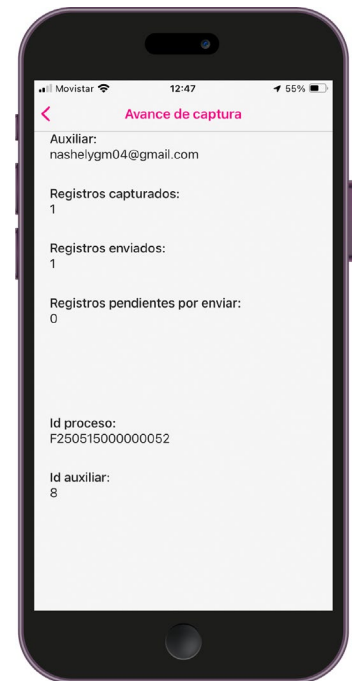 Movistar 12:47 55%
Avance de captura
Auxiliar:
nashelygm04@gmail.com
Registros capturados:
1
Registros enviados:
1
Registros pendientes por enviar:
0
Id proceso:
F250515000000052
Id auxiliar:
8